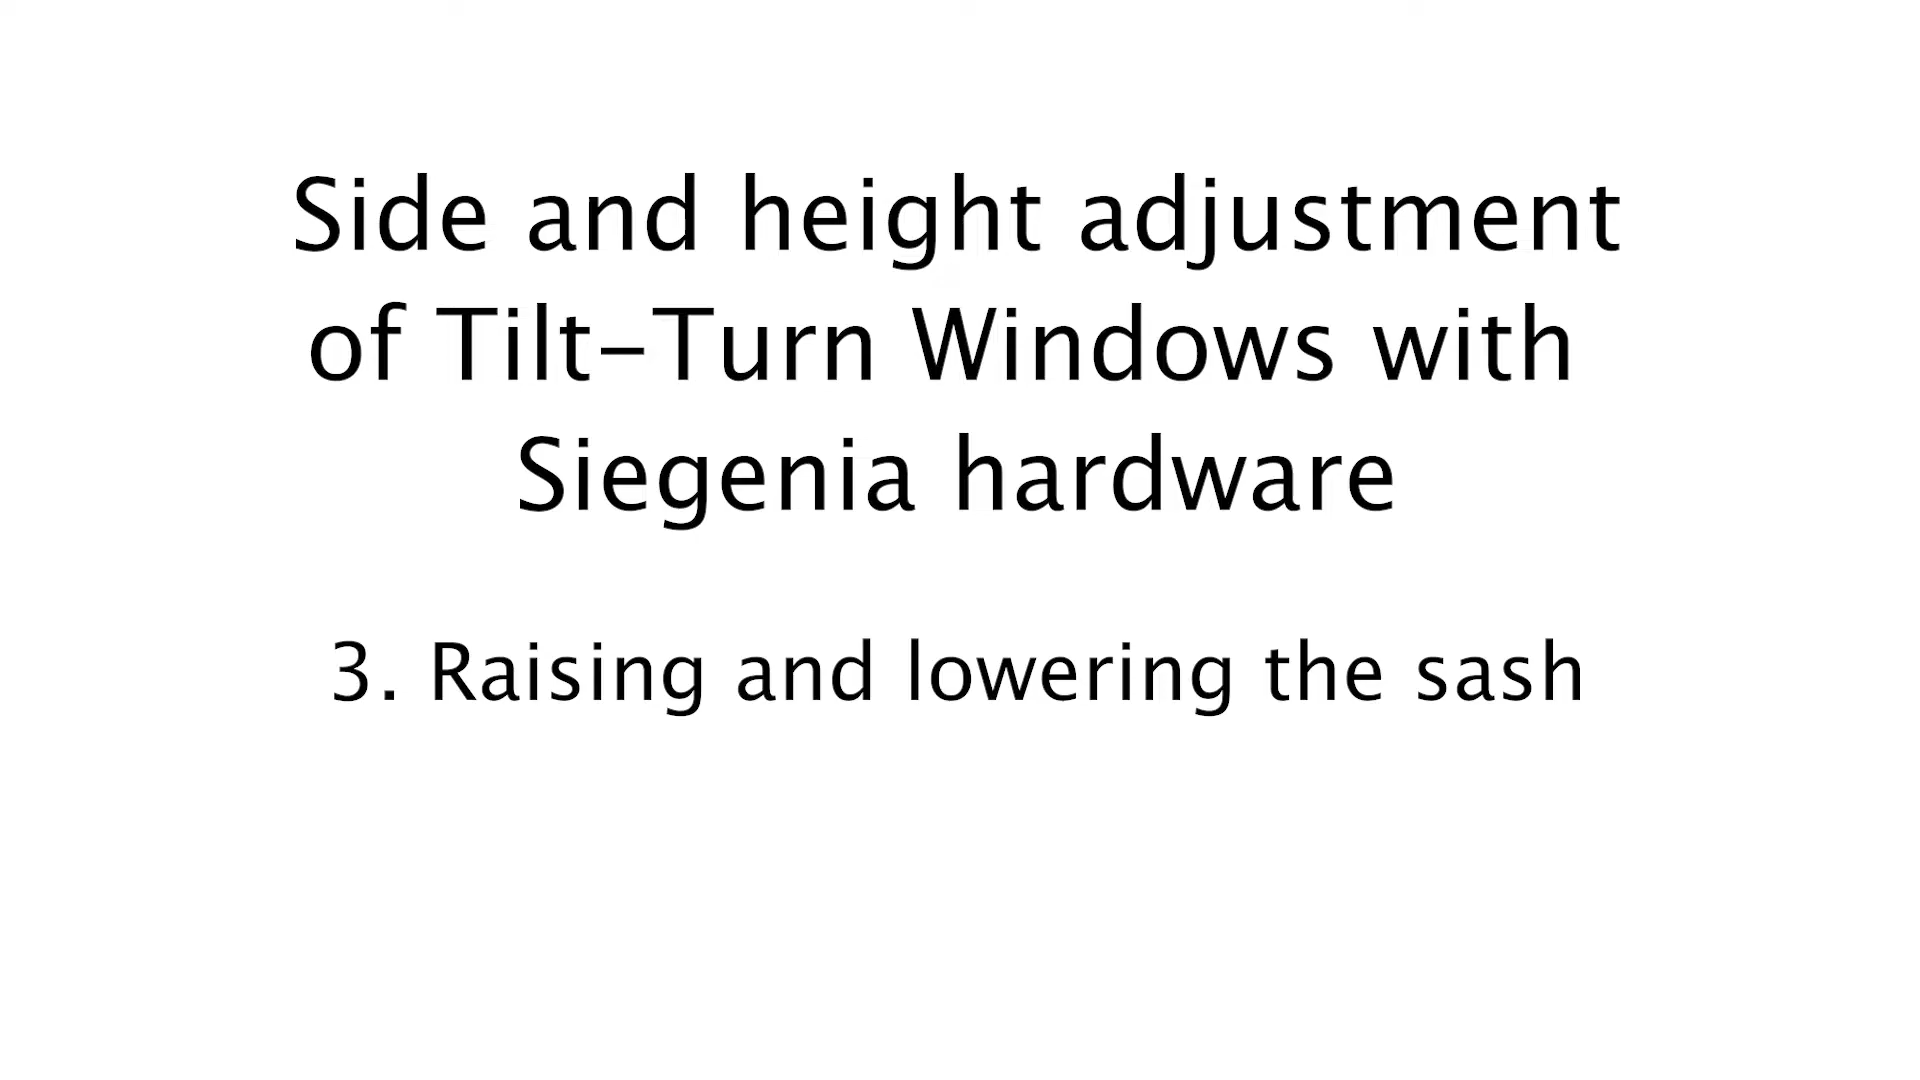 Side and height adjustment
of Tilt-Turn Windows with
Siegenia hardware
3. Raising and lowering the sash